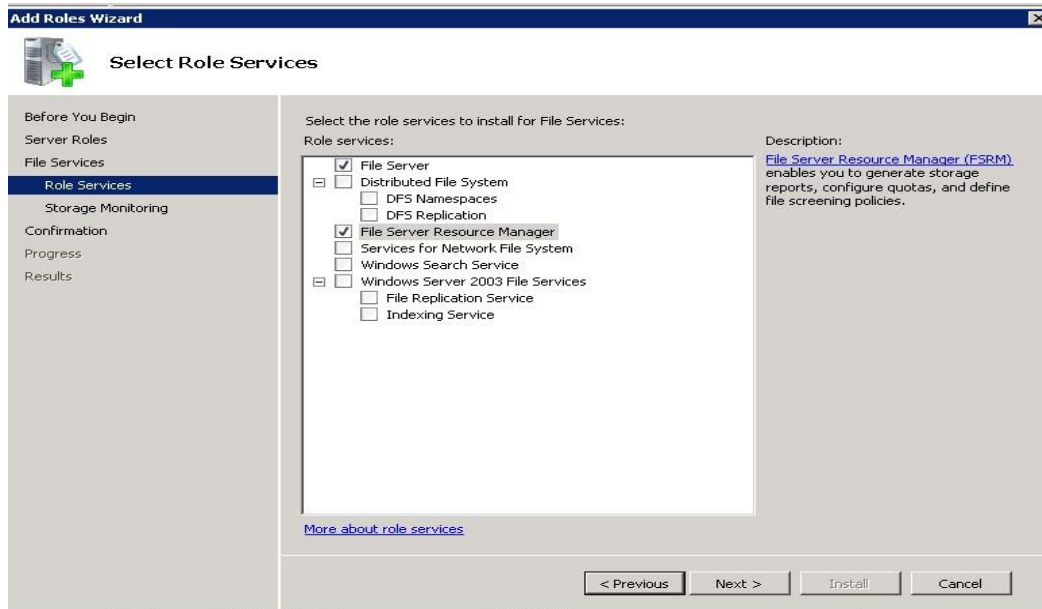 Add Roles Wizard
Select Role Services
Before You Begin
Server Roles
File Services
Role Services
Storage Monitoring
Confirmation
Progress
Results
Select the role services to install for File Services:
Role services:
File Server
Distributed File System
DFS Namespaces
DFS Replication
File Server Resource Manager
Services for Network File System
Windows Search Service
Windows Server 2003 File Services
File Replication Service
Indexing Service
More about role services
Description:
File Server Resource Manager (FSRM)
enables you to generate storage
reports, configure quotas, and define
file screening policies.
< Previous
Next >
Install
Cancel